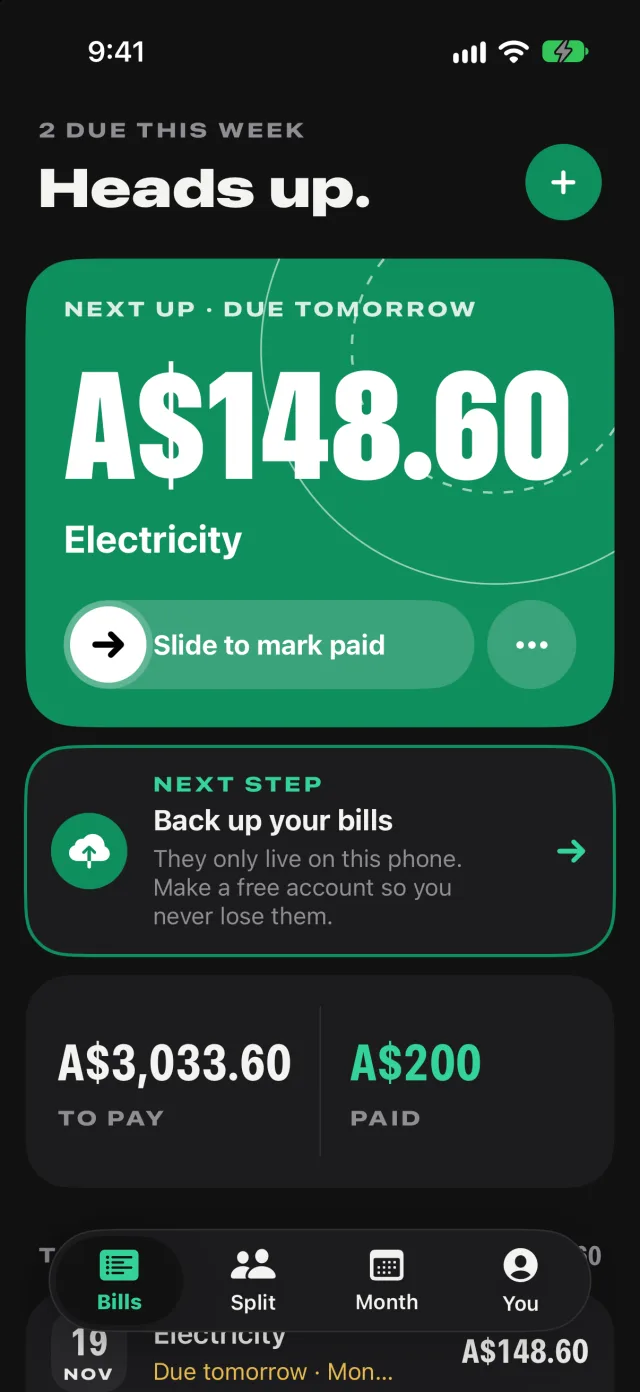 9:41
2 DUE THIS WEEK
Heads up.
NEXT UP · DUE TOMORROW
A$148.60
Electricity
Slide to mark paid
NEXT STEP
Back up your bills
They only live on this phone.
Make a free account so you
never lose them.
A$3,033.60
TO PAY
A$200
PAID
Bills
Split
Month
You
19
NOV
Electricity
Due tomorrow · Mon...
A$148.60